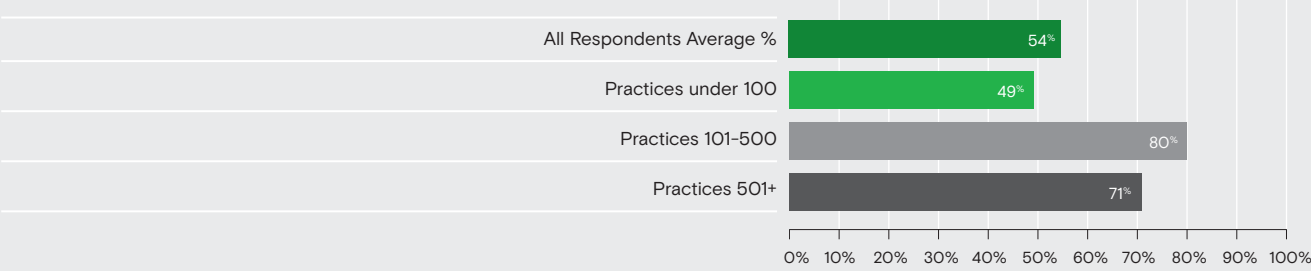 All Respondents Average % 54%
Practices under 100 49%
Practices 101-500 80%
Practices 501+ 71%
0% 10% 20% 30% 40% 50% 60% 70% 80% 90% 100%